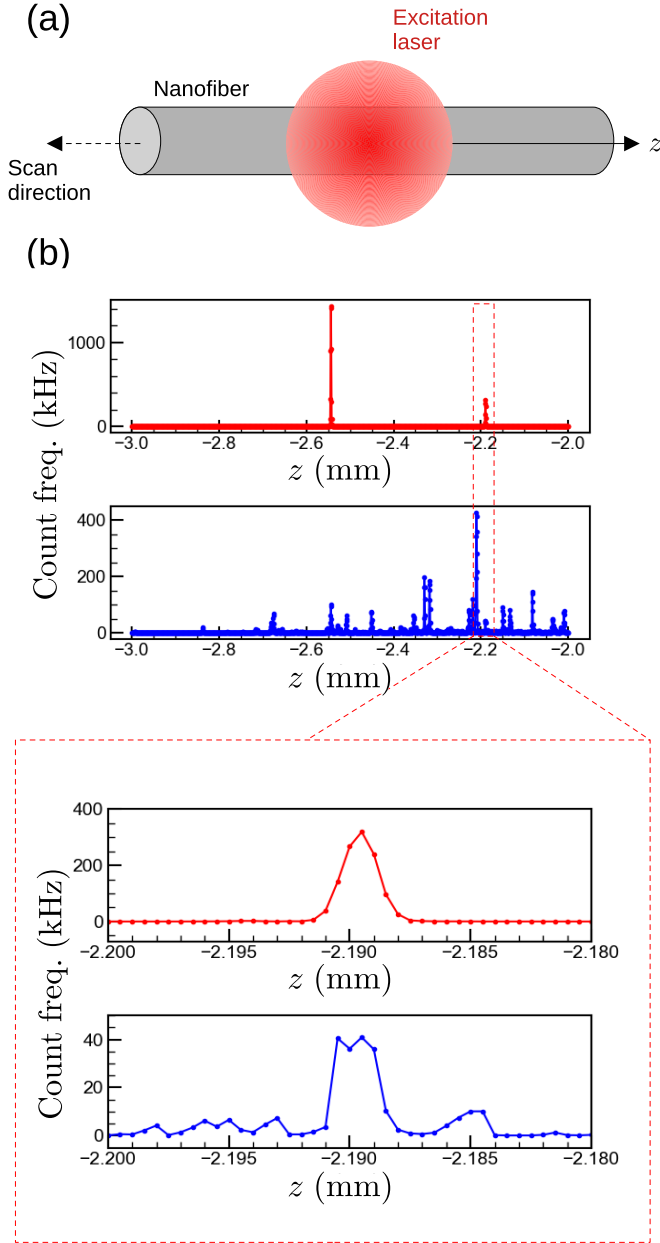 (a)
Excitation
laser
Nanofiber
z
Scan
direction
(b)
Count freq. (kHz)
1000
0
−3.0 −2.8 −2.6 −2.4 −2.2 −2.0
z (mm)
400
200
0
−3.0 −2.8 −2.6 −2.4 −2.2 −2.0
z (mm)
Count freq. (kHz)
400
200
0
−2.200 −2.195 −2.190 −2.185 −2.180
z (mm)
40
20
0
−2.200 −2.195 −2.190 −2.185 −2.180
z (mm)